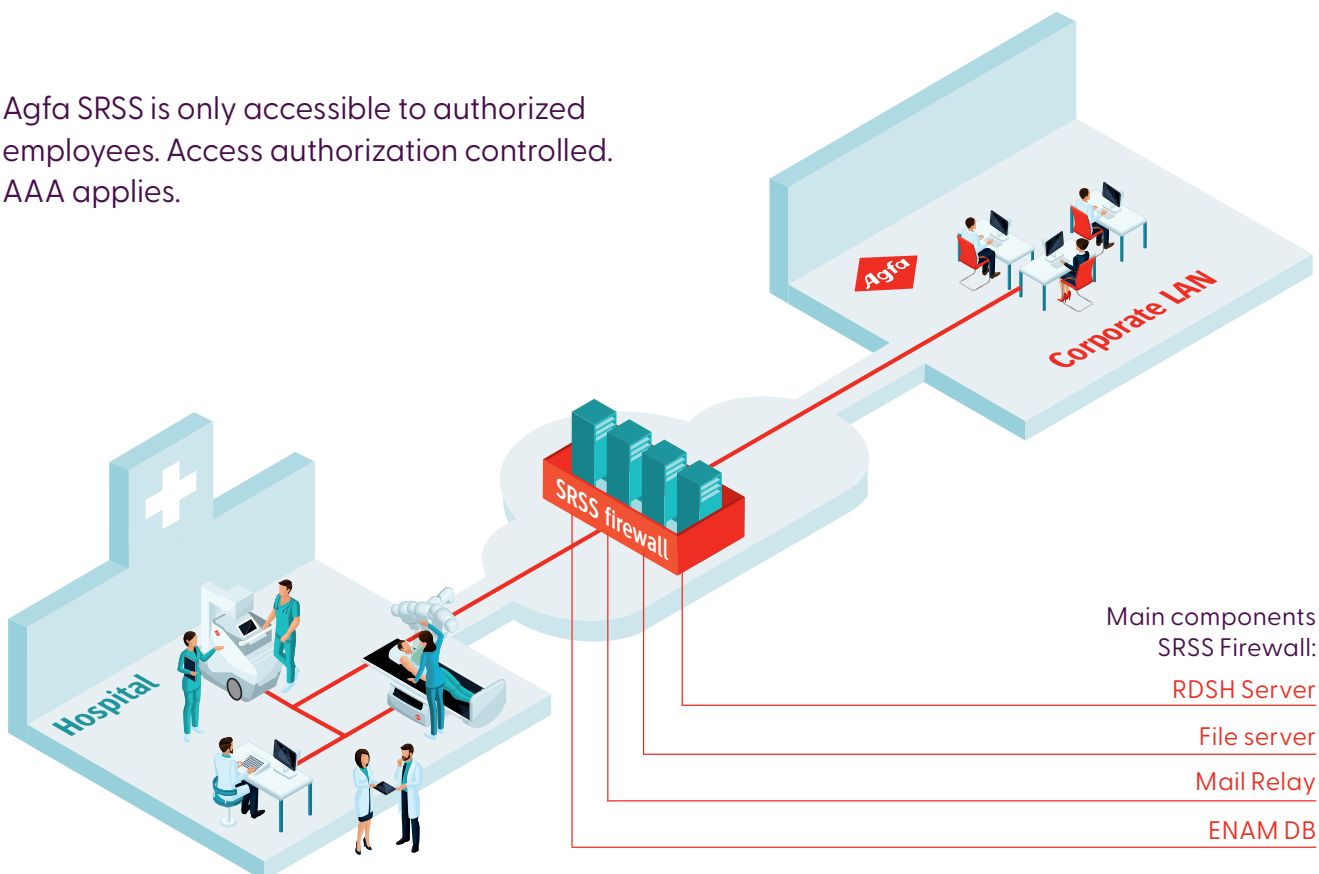 Agfa SRSS is only accessible to authorized
employees. Access authorization controlled.
AAA applies.
Agfa
Corporate LAN
SRSS firewall
Hospital
Main components
SRSS Firewall:
RDSH Server
File server
Mail Relay
ENAM DB